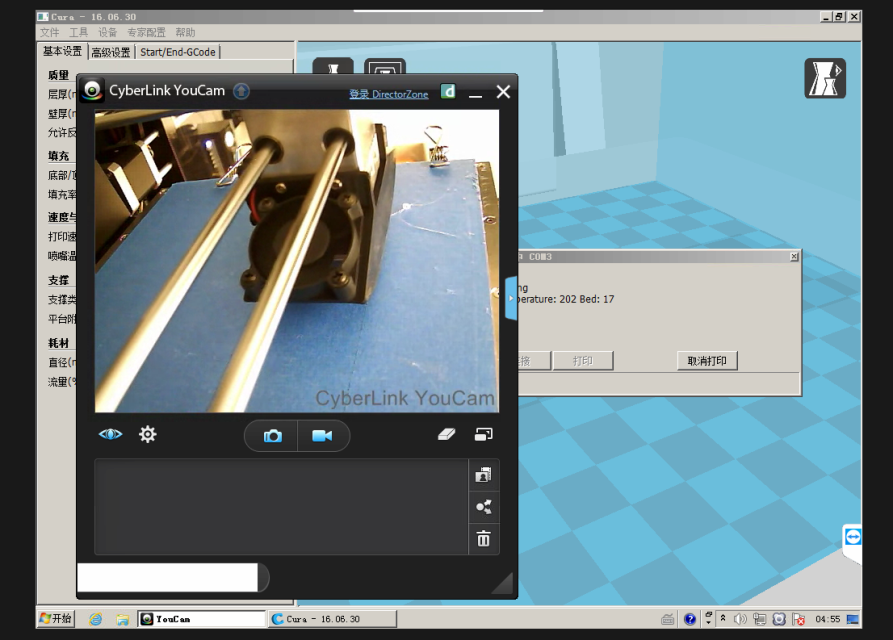 Cura - 16.06.30
文件 工具 设备 专家配置 帮助
基本设置 高级设置 Start/End-GCode
质量
层厚(
壁厚(
允许反
填充
底部/
填充率
速度与
打印速
喷嘴温
支撑
支撑类
平台附
耗材
直径(
流量(%
CyberLink YouCam
登录 DirectorZone
CyberLink YouCam
COM3
ng
perature: 202 Bed: 17
接
打印
取消打印
开始
YouCam
Cura - 16.06.30
04:55